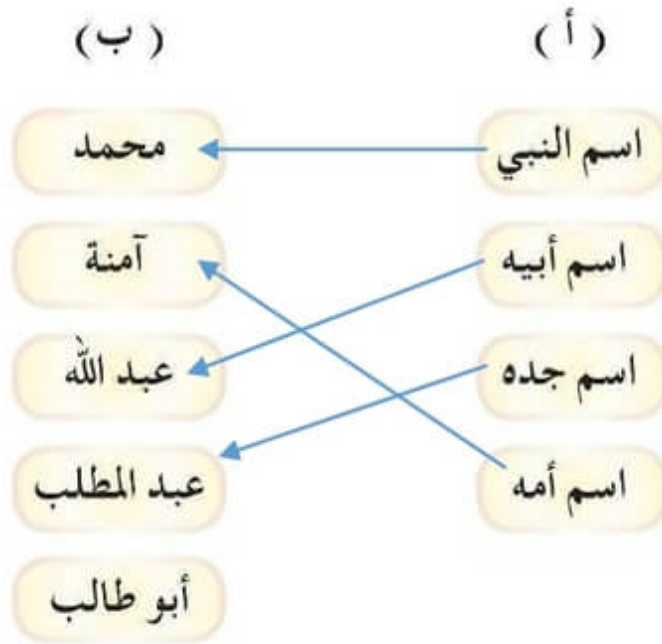 ( أ ) ( ب )
اسم النبي محمد
اسم أبيه آمنة
اسم جده عبد الله
اسم أمه عبد المطلب
أبو طالب